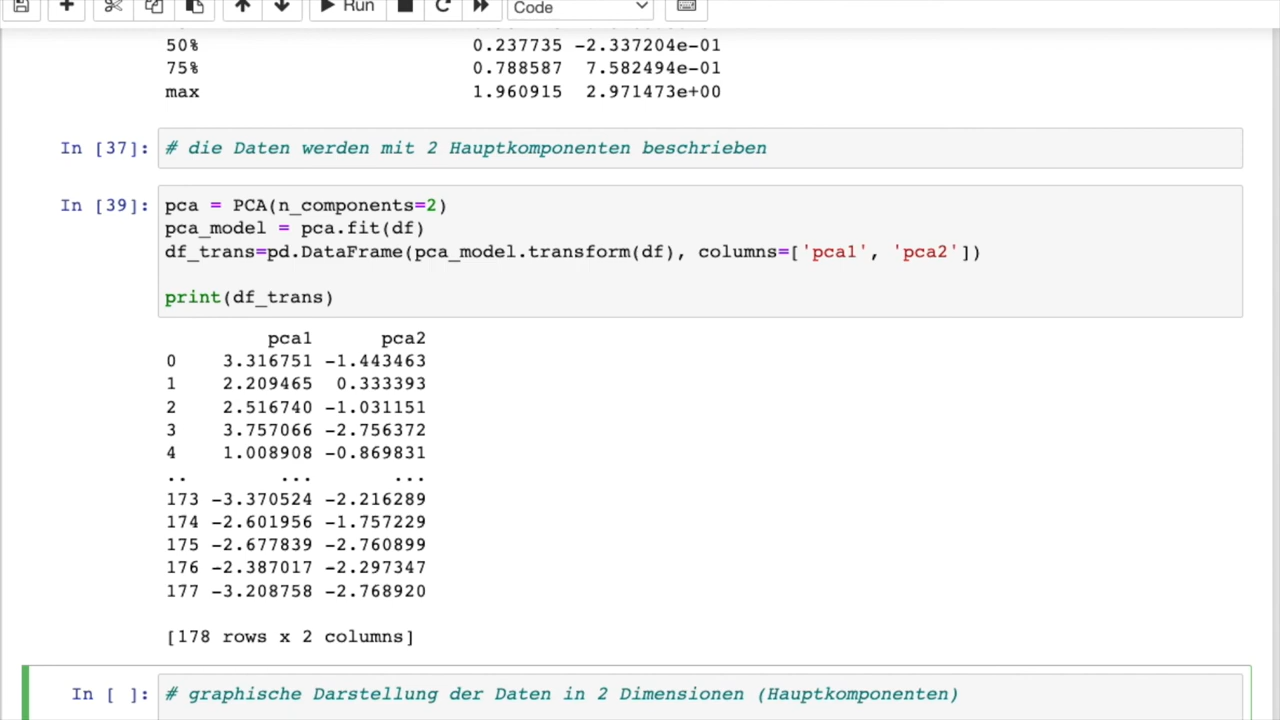 Run
Code
50% 0.237735 -2.337204e-01
75% 0.788587 7.582494e-01
max 1.960915 2.971473e+00
In [37]: # die Daten werden mit 2 Hauptkomponenten beschrieben
In [39]: pca = PCA(n_components=2)
pca_model = pca.fit(df)
df_trans=pd.DataFrame(pca_model.transform(df), columns=['pca1', 'pca2'])
print(df_trans)
pca1 pca2
0 3.316751 -1.443463
1 2.209465 0.333393
2 2.516740 -1.031151
3 3.757066 -2.756372
4 1.008908 -0.869831
.. ... ...
173 -3.370524 -2.216289
174 -2.601956 -1.757229
175 -2.677839 -2.760899
176 -2.387017 -2.297347
177 -3.208758 -2.768920
[178 rows x 2 columns]
In [ ]: # graphische Darstellung der Daten in 2 Dimensionen (Hauptkomponenten)